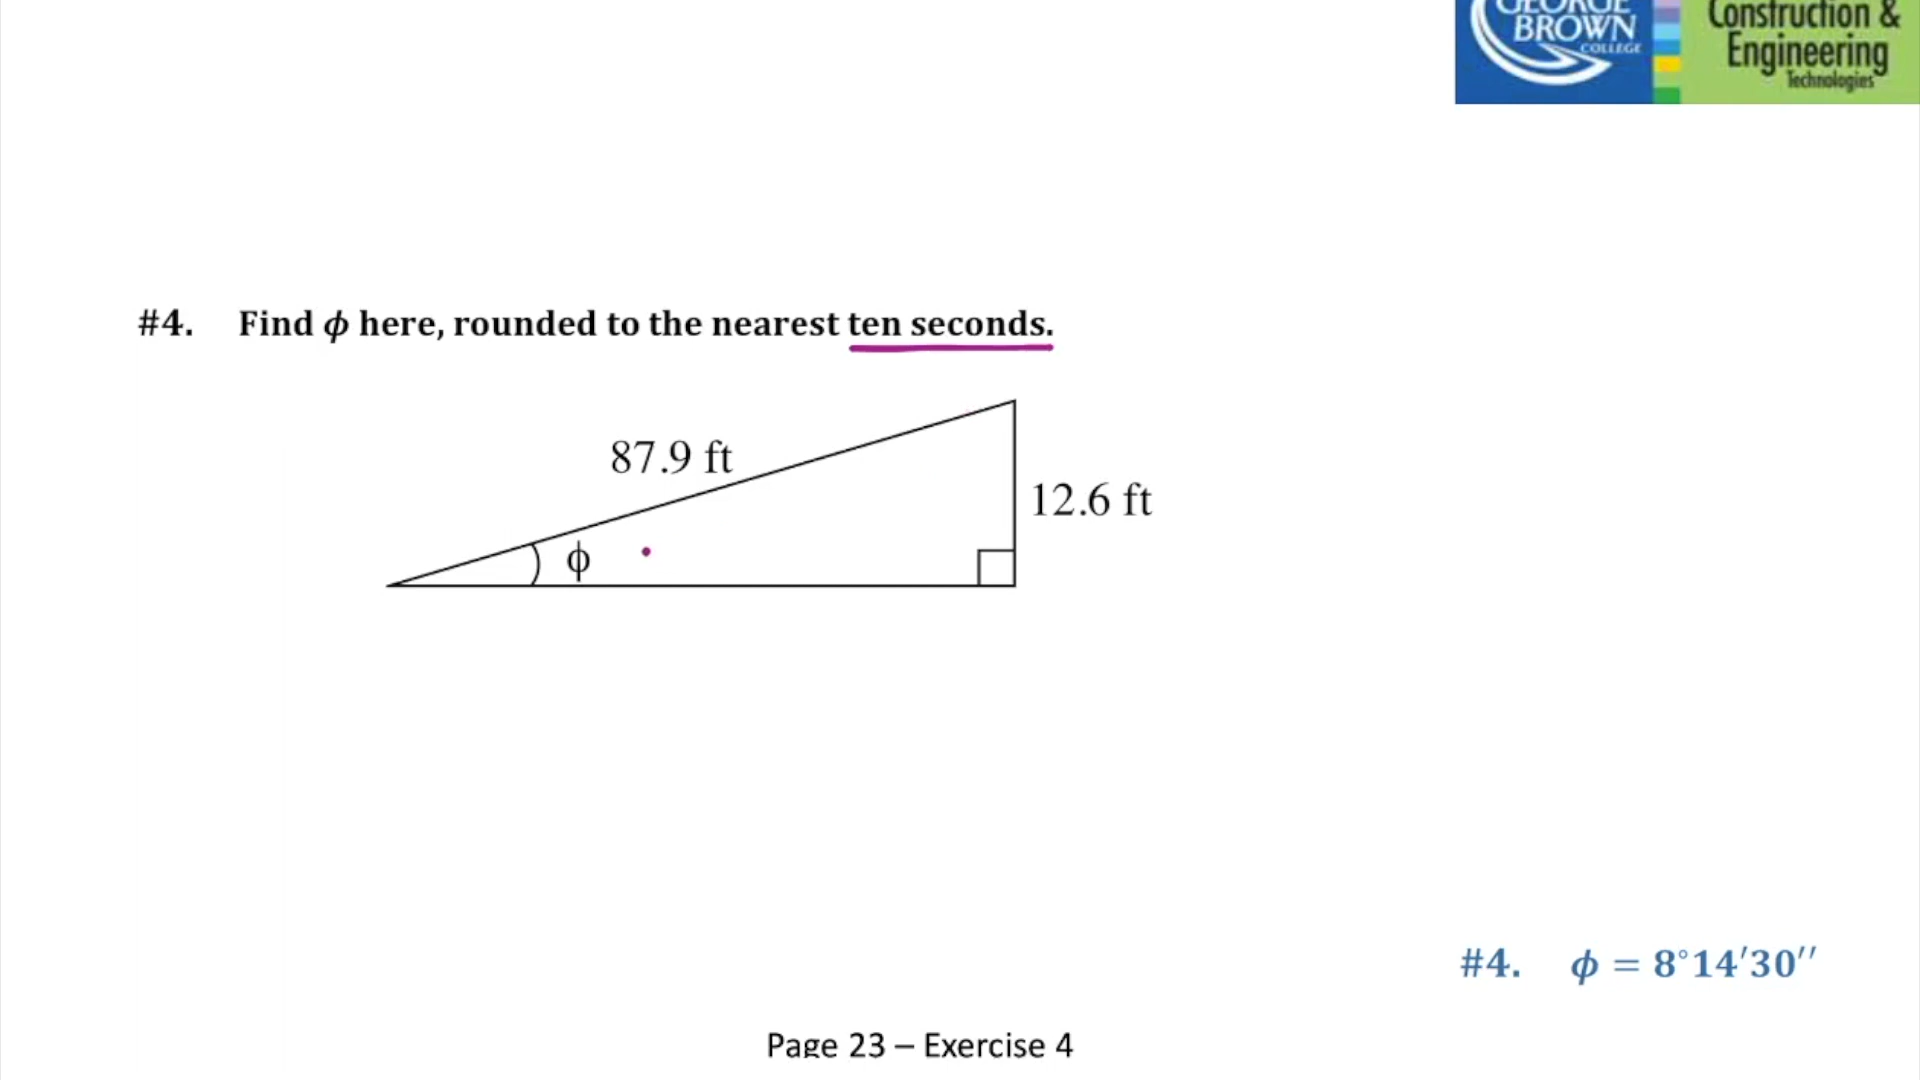 GEORGE
BROWN
COLLEGE
Construction &
Engineering
Technologies
#4. Find ϕ here, rounded to the nearest ten seconds.
87.9 ft
12.6 ft
ϕ
#4. ϕ = 8°14′30′′
Page 23 – Exercise 4